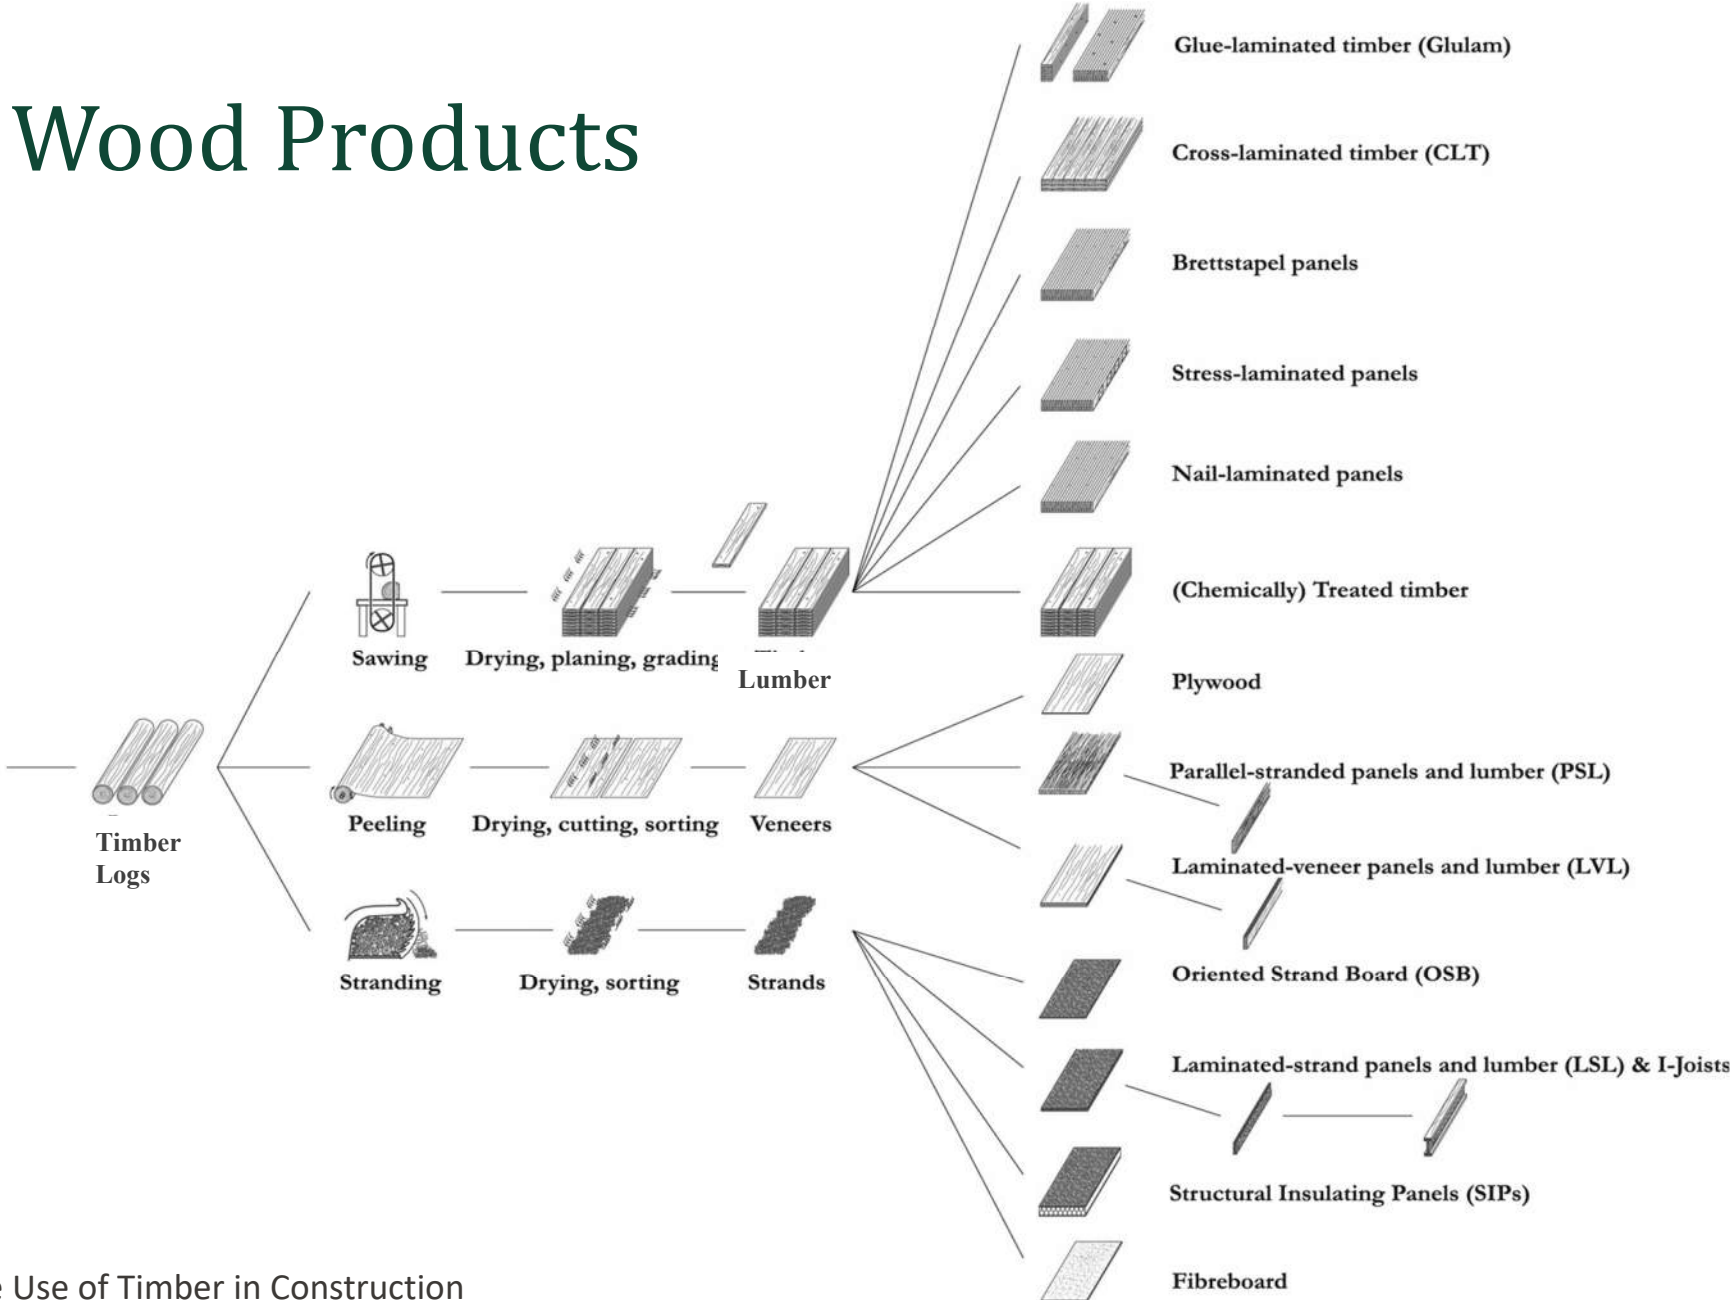 Wood Products
Glue-laminated timber (Glulam)
Cross-laminated timber (CLT)
Brettstapel panels
Stress-laminated panels
Nail-laminated panels
(Chemically) Treated timber
Sawing
Drying, planing, grading
Lumber
Plywood
Parallel-stranded panels and lumber (PSL)
Peeling
Drying, cutting, sorting
Veneers
Timber
Logs
Laminated-veneer panels and lumber (LVL)
Stranding
Drying, sorting
Strands
Oriented Strand Board (OSB)
Laminated-strand panels and lumber (LSL) & I-Joists
Structural Insulating Panels (SIPs)
Fibreboard
Use of Timber in Construction